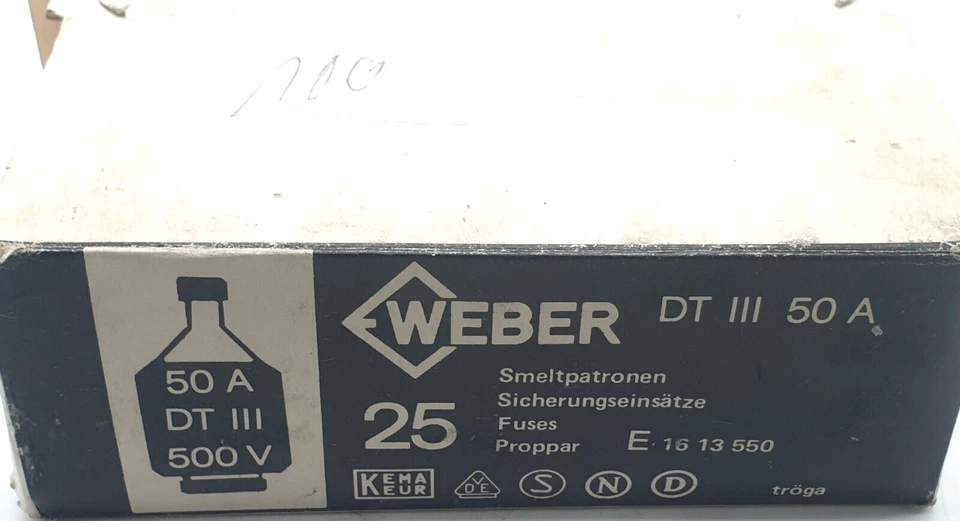 100
WEBER
DT III 50 A
50 A
DT III
500 V
25
Smeltpatronen
Sicherungseinsätze
Fuses
Proppar
E 16 13 550
KEMA
KEUR
VDE
S
N
D
tröga